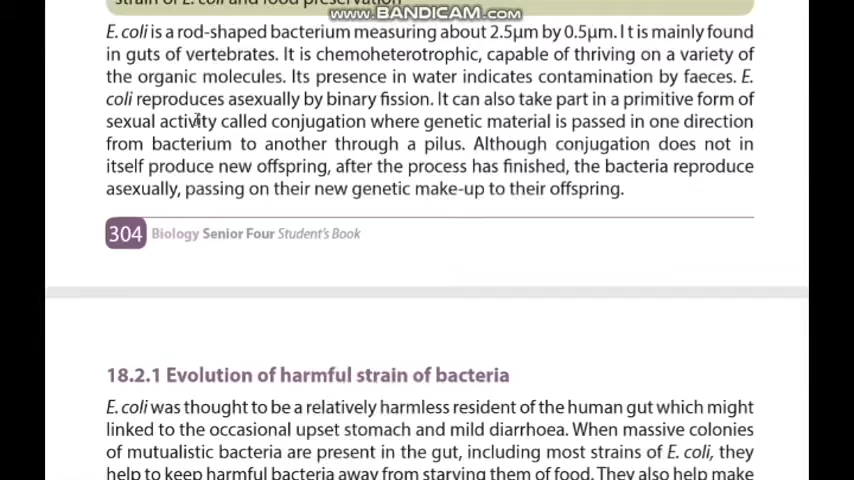 strain of E. coli and food preservation
www.BANDICAM.com
E. coli is a rod-shaped bacterium measuring about 2.5μm by 0.5μm. It is mainly found
in guts of vertebrates. It is chemoheterotrophic, capable of thriving on a variety of
the organic molecules. Its presence in water indicates contamination by faeces. E.
coli reproduces asexually by binary fission. It can also take part in a primitive form of
sexual activity called conjugation where genetic material is passed in one direction
from bacterium to another through a pilus. Although conjugation does not in
itself produce new offspring, after the process has finished, the bacteria reproduce
asexually, passing on their new genetic make-up to their offspring.
304 Biology Senior Four Student's Book
18.2.1 Evolution of harmful strain of bacteria
E. coli was thought to be a relatively harmless resident of the human gut which might
linked to the occasional upset stomach and mild diarrhoea. When massive colonies
of mutualistic bacteria are present in the gut, including most strains of E. coli, they
help to keep harmful bacteria away from starving them of food. They also help make